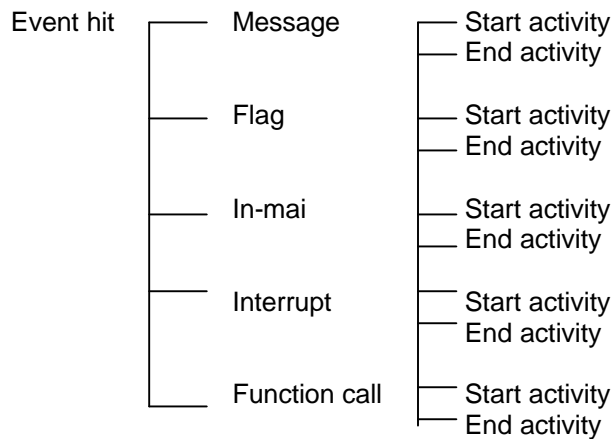 Event hit Message Start activity
End activity
Flag Start activity
End activity
In-mai Start activity
End activity
Interrupt Start activity
End activity
Function call Start activity
End activity